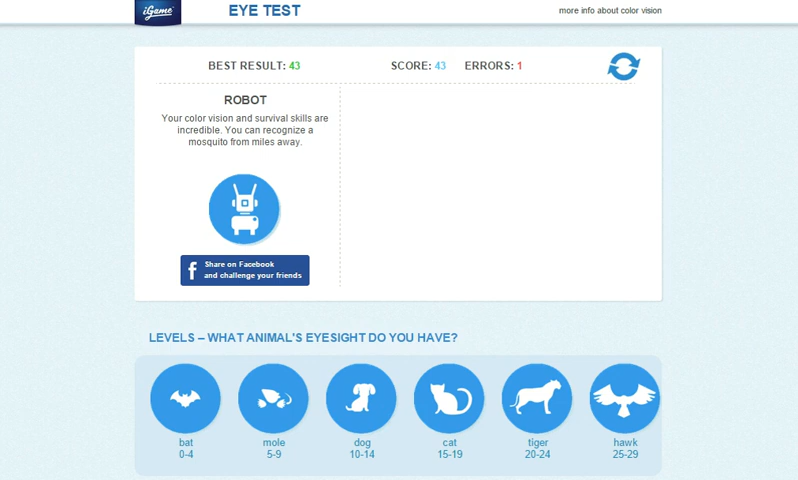 iGame
EYE TEST
more info about color vision
BEST RESULT: 43
SCORE: 43
ERRORS: 1
ROBOT
Your color vision and survival skills are
incredible. You can recognize a
mosquito from miles away.
f
Share on Facebook
and challenge your friends
LEVELS – WHAT ANIMAL'S EYESIGHT DO YOU HAVE?
bat
0-4
mole
5-9
dog
10-14
cat
15-19
tiger
20-24
hawk
25-29